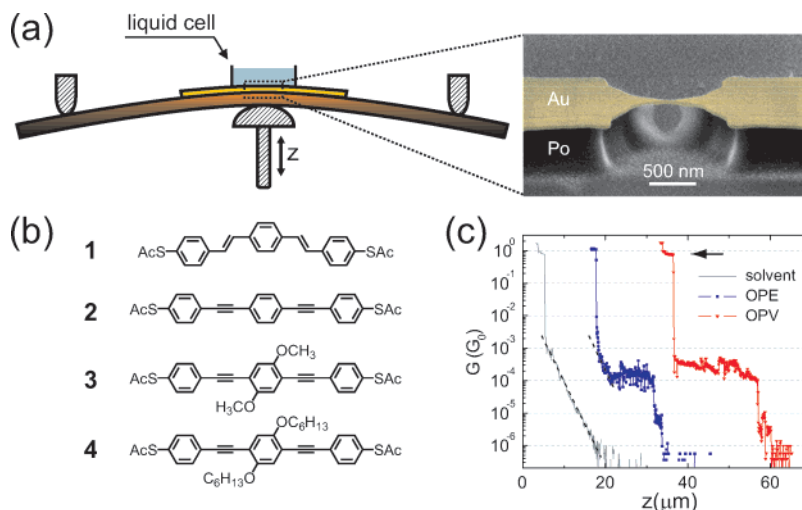 (a)
liquid cell
z
Au
Po
500 nm
(b)
1
AcS
SAc
2
AcS
SAc
3
OCH3
AcS
SAc
H3CO
4
OC6H13
AcS
SAc
C6H13O
(c)
10^0
10^-1
10^-2
10^-3
10^-4
10^-5
10^-6
G (G0)
solvent
OPE
OPV
0
20
40
60
z(μm)